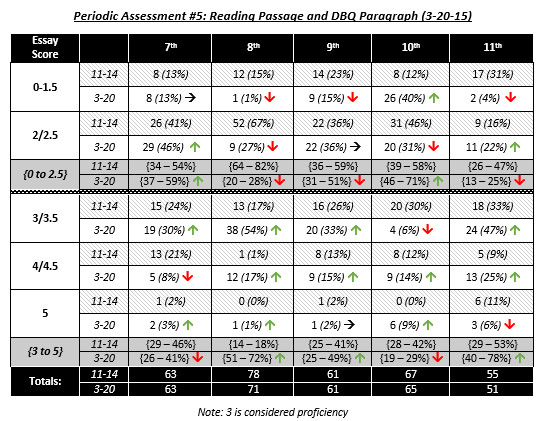 Periodic Assessment #5: Reading Passage and DBQ Paragraph (3-20-15)
Essay Score 7th 8th 9th 10th 11th
0-1.5 11-14 8 (13%) 12 (15%) 14 (23%) 8 (12%) 17 (31%)
3-20 8 (13%) → 1 (1%) ↓ 9 (15%) ↓ 26 (40%) ↑ 2 (4%) ↓
2/2.5 11-14 26 (41%) 52 (67%) 22 (36%) 31 (46%) 9 (16%)
3-20 29 (46%) ↑ 9 (27%) ↓ 22 (36%) → 20 (31%) ↓ 11 (22%) ↑
{0 to 2.5} 11-14 {34 – 54%} {64 – 82%} {36 – 59%} {39 – 58%} {26 – 47%}
3-20 {37 – 59%} ↑ {20 – 28%} ↓ {31 – 51%} ↓ {46 – 71%} ↑ {13 – 25%} ↓
3/3.5 11-14 15 (24%) 13 (17%) 16 (26%) 20 (30%) 18 (33%)
3-20 19 (30%) ↑ 38 (54%) ↑ 20 (33%) ↑ 4 (6%) ↓ 24 (47%) ↑
4/4.5 11-14 13 (21%) 1 (1%) 8 (13%) 8 (12%) 5 (9%)
3-20 5 (8%) ↓ 12 (17%) ↑ 9 (15%) ↑ 9 (14%) ↑ 13 (25%) ↑
5 11-14 1 (2%) 0 (0%) 1 (2%) 0 (0%) 6 (11%)
3-20 2 (3%) ↑ 1 (1%) ↑ 1 (2%) → 6 (9%) ↑ 3 (6%) ↓
{3 to 5} 11-14 {29 – 46%} {14 – 18%} {25 – 41%} {28 – 42%} {29 – 53%}
3-20 {26 – 41%} ↓ {51 – 72%} ↑ {25 – 49%} ↑ {19 – 29%} ↓ {40 – 78%} ↑
Totals: 11-14 63 78 61 67 55
3-20 63 71 61 65 51
Note: 3 is considered proficiency